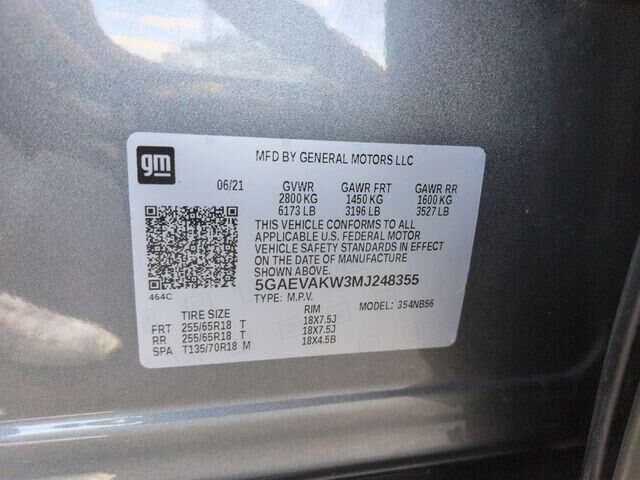 gm
MFD BY GENERAL MOTORS LLC
06/21 GVWR GAWR FRT GAWR RR
2800 KG 1450 KG 1600 KG
6173 LB 3196 LB 3527 LB
THIS VEHICLE CONFORMS TO ALL
APPLICABLE U.S. FEDERAL MOTOR
VEHICLE SAFETY STANDARDS IN EFFECT
ON THE DATE OF MANUFACTURE
SHOWN ABOVE.
464C
5GAEVAKW3MJ248355
TYPE: M.P.V. MODEL: 354NB56
TIRE SIZE RIM
FRT 255/65R18 T 18X7.5J
RR 255/65R18 T 18X7.5J
SPA T135/70R18 M 18X4.5B